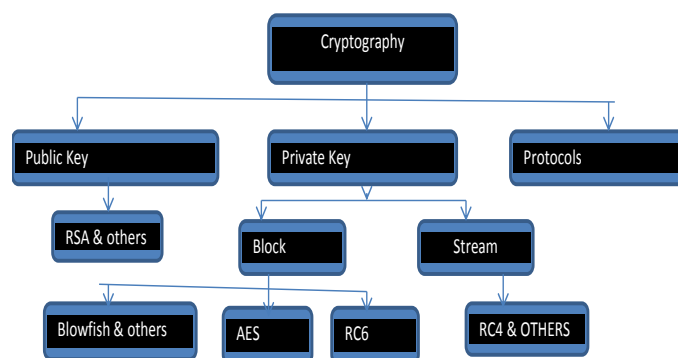 Cryptography
Public Key
Private Key
Protocols
RSA & others
Block
Stream
Blowfish & others
AES
RC6
RC4 & OTHERS